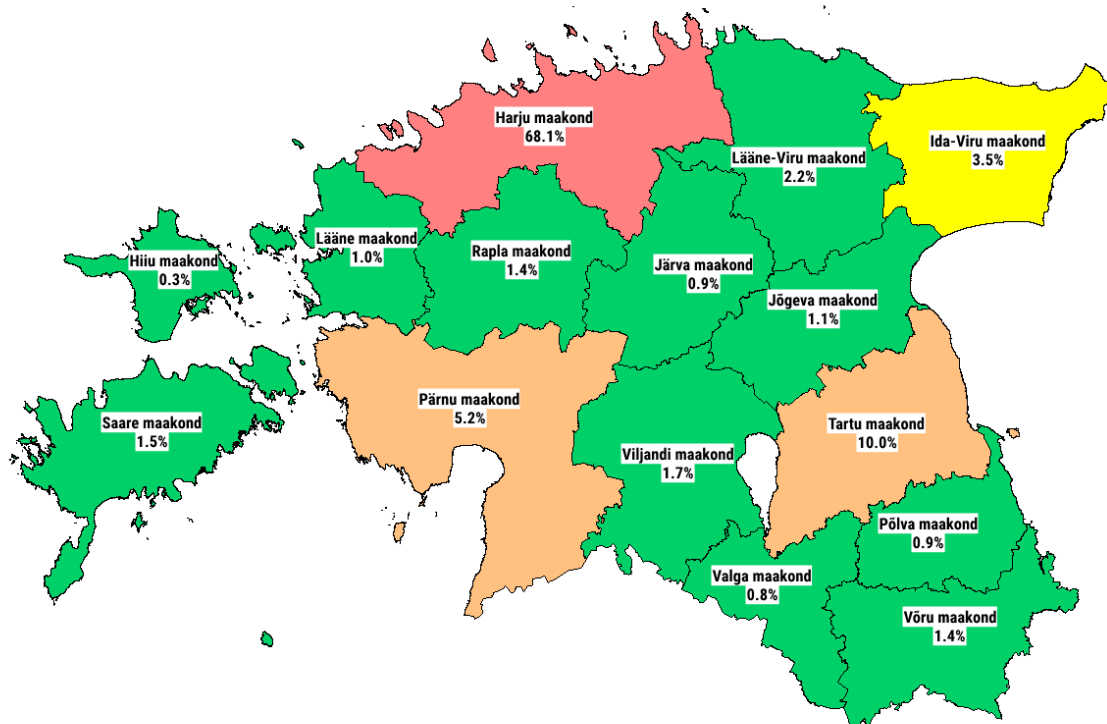 Harju maakond
68.1%
Ida-Viru maakond
3.5%
Lääne-Viru maakond
2.2%
Lääne maakond
1.0%
Rapla maakond
1.4%
Hiiu maakond
0.3%
Järva maakond
0.9%
Jõgeva maakond
1.1%
Pärnu maakond
5.2%
Saare maakond
1.5%
Tartu maakond
10.0%
Viljandi maakond
1.7%
Põlva maakond
0.9%
Valga maakond
0.8%
Võru maakond
1.4%